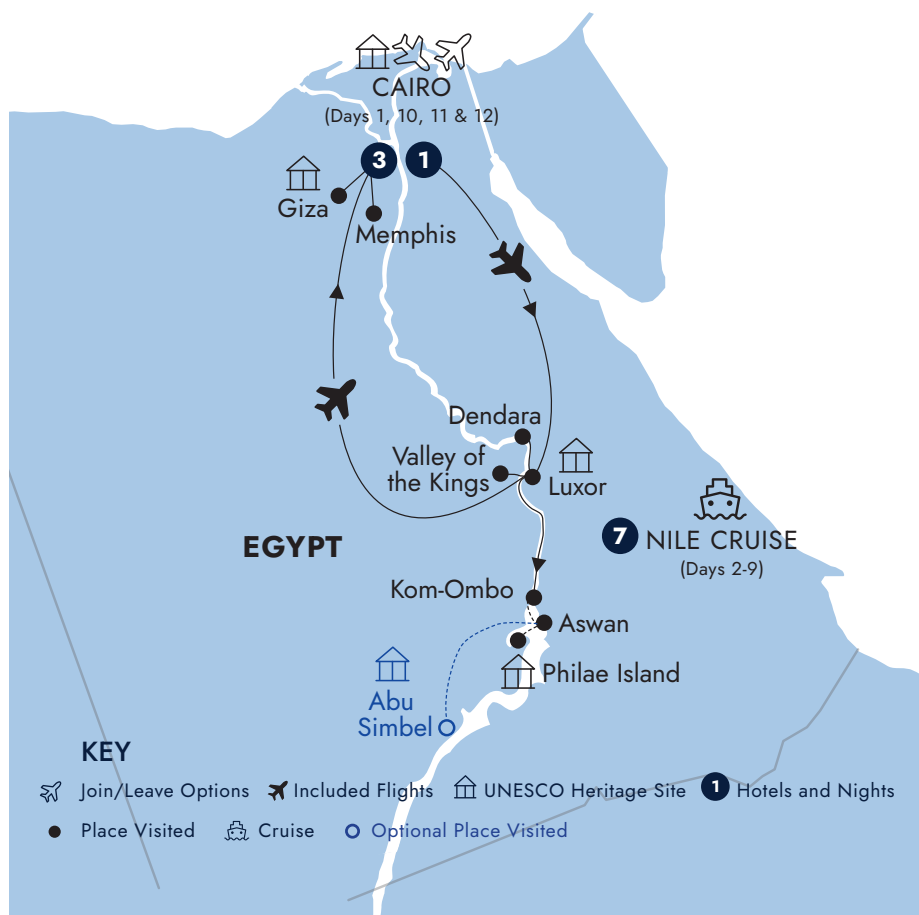 CAIRO
(Days 1, 10, 11 & 12)
3
1
Giza
Memphis
Dendara
Valley of
the Kings
Luxor
7
NILE CRUISE
(Days 2-9)
EGYPT
Kom-Ombo
Aswan
Philae Island
Abu
Simbel
KEY
Join/Leave Options
Included Flights
UNESCO Heritage Site
1
Hotels and Nights
Place Visited
Cruise
Optional Place Visited